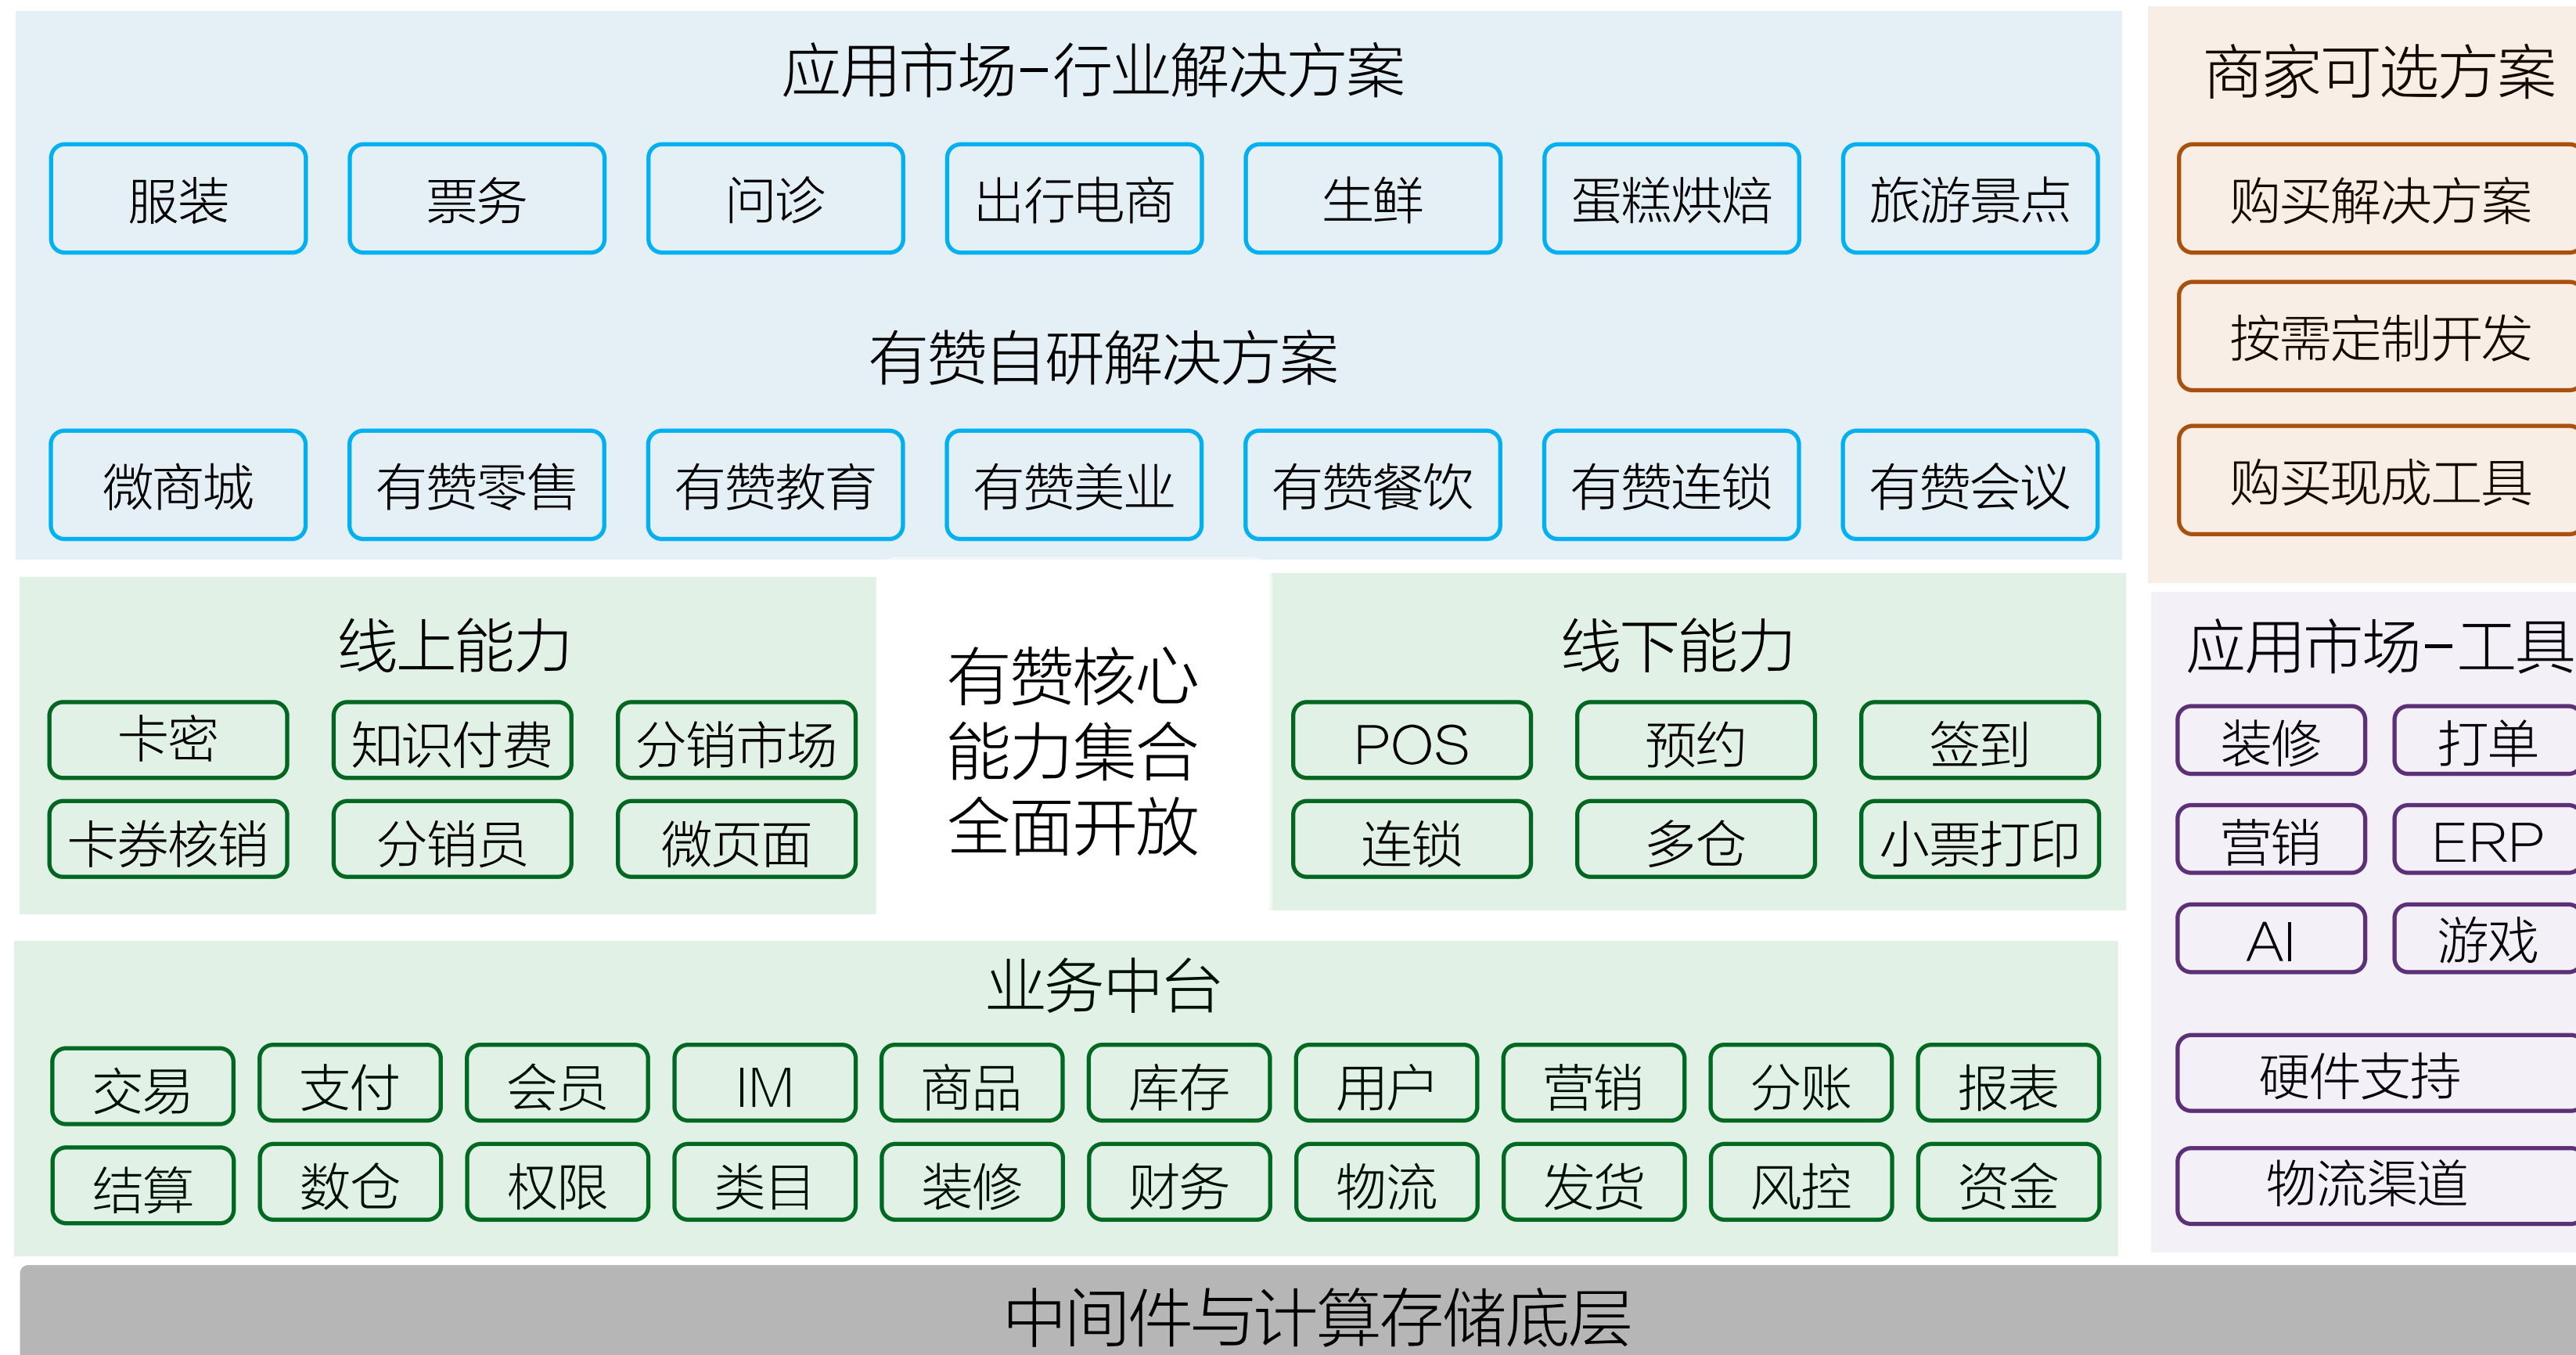 应用市场-行业解决方案
服装 票务 问诊 出行电商 生鲜 蛋糕烘焙 旅游景点
有赞自研解决方案
微商城 有赞零售 有赞教育 有赞美业 有赞餐饮 有赞连锁 有赞会议
商家可选方案
购买解决方案
按需定制开发
购买现成工具
线上能力
卡密 知识付费 分销市场
卡券核销 分销员 微页面
有赞核心
能力集合
全面开放
线下能力
POS 预约 签到
连锁 多仓 小票打印
应用市场-工具
装修 打单
营销 ERP
AI 游戏
硬件支持
物流渠道
业务中台
交易 支付 会员 IM 商品 库存 用户 营销 分账 报表
结算 数仓 权限 类目 装修 财务 物流 发货 风控 资金
中间件与计算存储底层